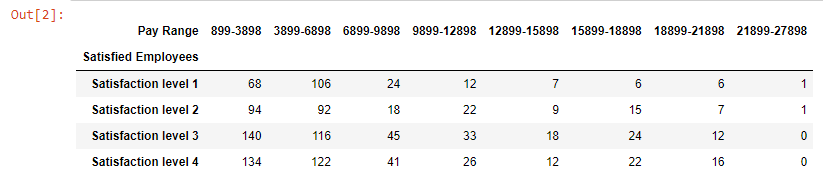 Out[2]:
Pay Range 899-3898 3899-6898 6899-9898 9899-12898 12899-15898 15899-18898 18899-21898 21899-27898
Satisfied Employees
Satisfaction level 1 68 106 24 12 7 6 6 1
Satisfaction level 2 94 92 18 22 9 15 7 1
Satisfaction level 3 140 116 45 33 18 24 12 0
Satisfaction level 4 134 122 41 26 12 22 16 0